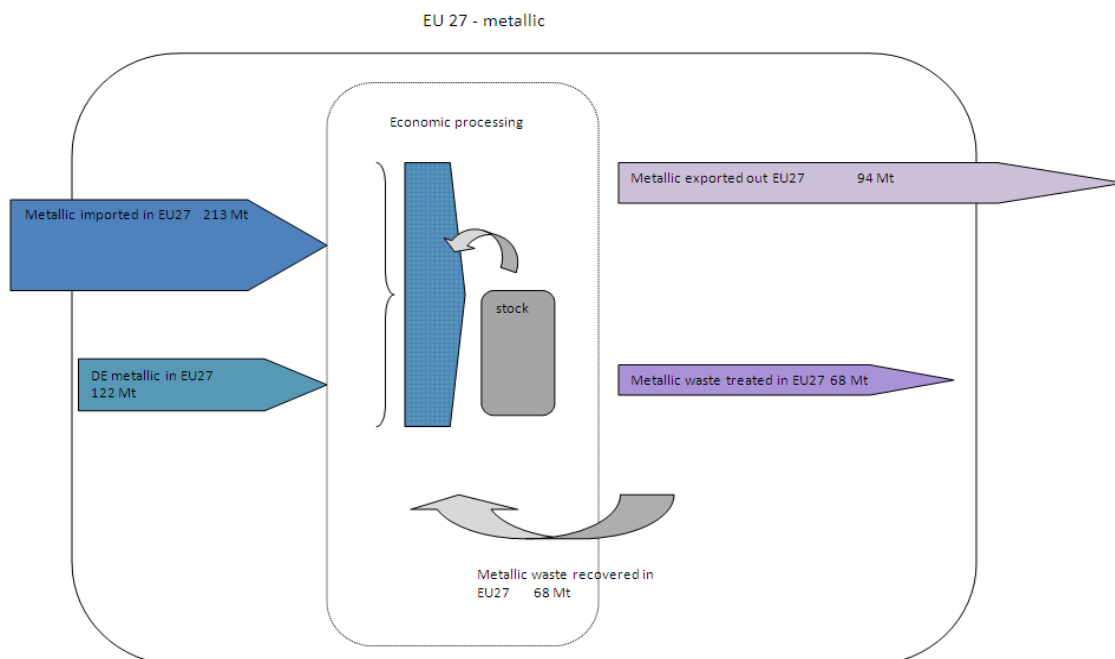 EU 27 - metallic
Economic processing
Metallic exported out EU27 94 Mt
Metallic imported in EU27 213 Mt
stock
DE metallic in EU27
122 Mt
Metallic waste treated in EU27 68 Mt
Metallic waste recovered in
EU27 68 Mt